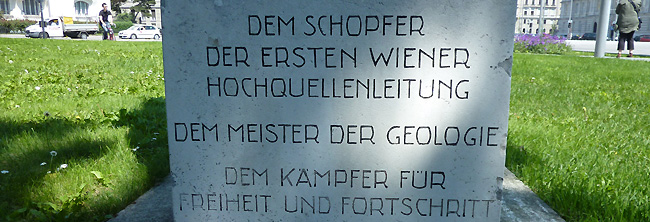 DEM SCHÖPFER
DER ERSTEN WIENER
HOCHQUELLENLEITUNG
DEM MEISTER DER GEOLOGIE
DEM KÄMPFER FÜR
FREIHEIT UND FORTSCHRITT